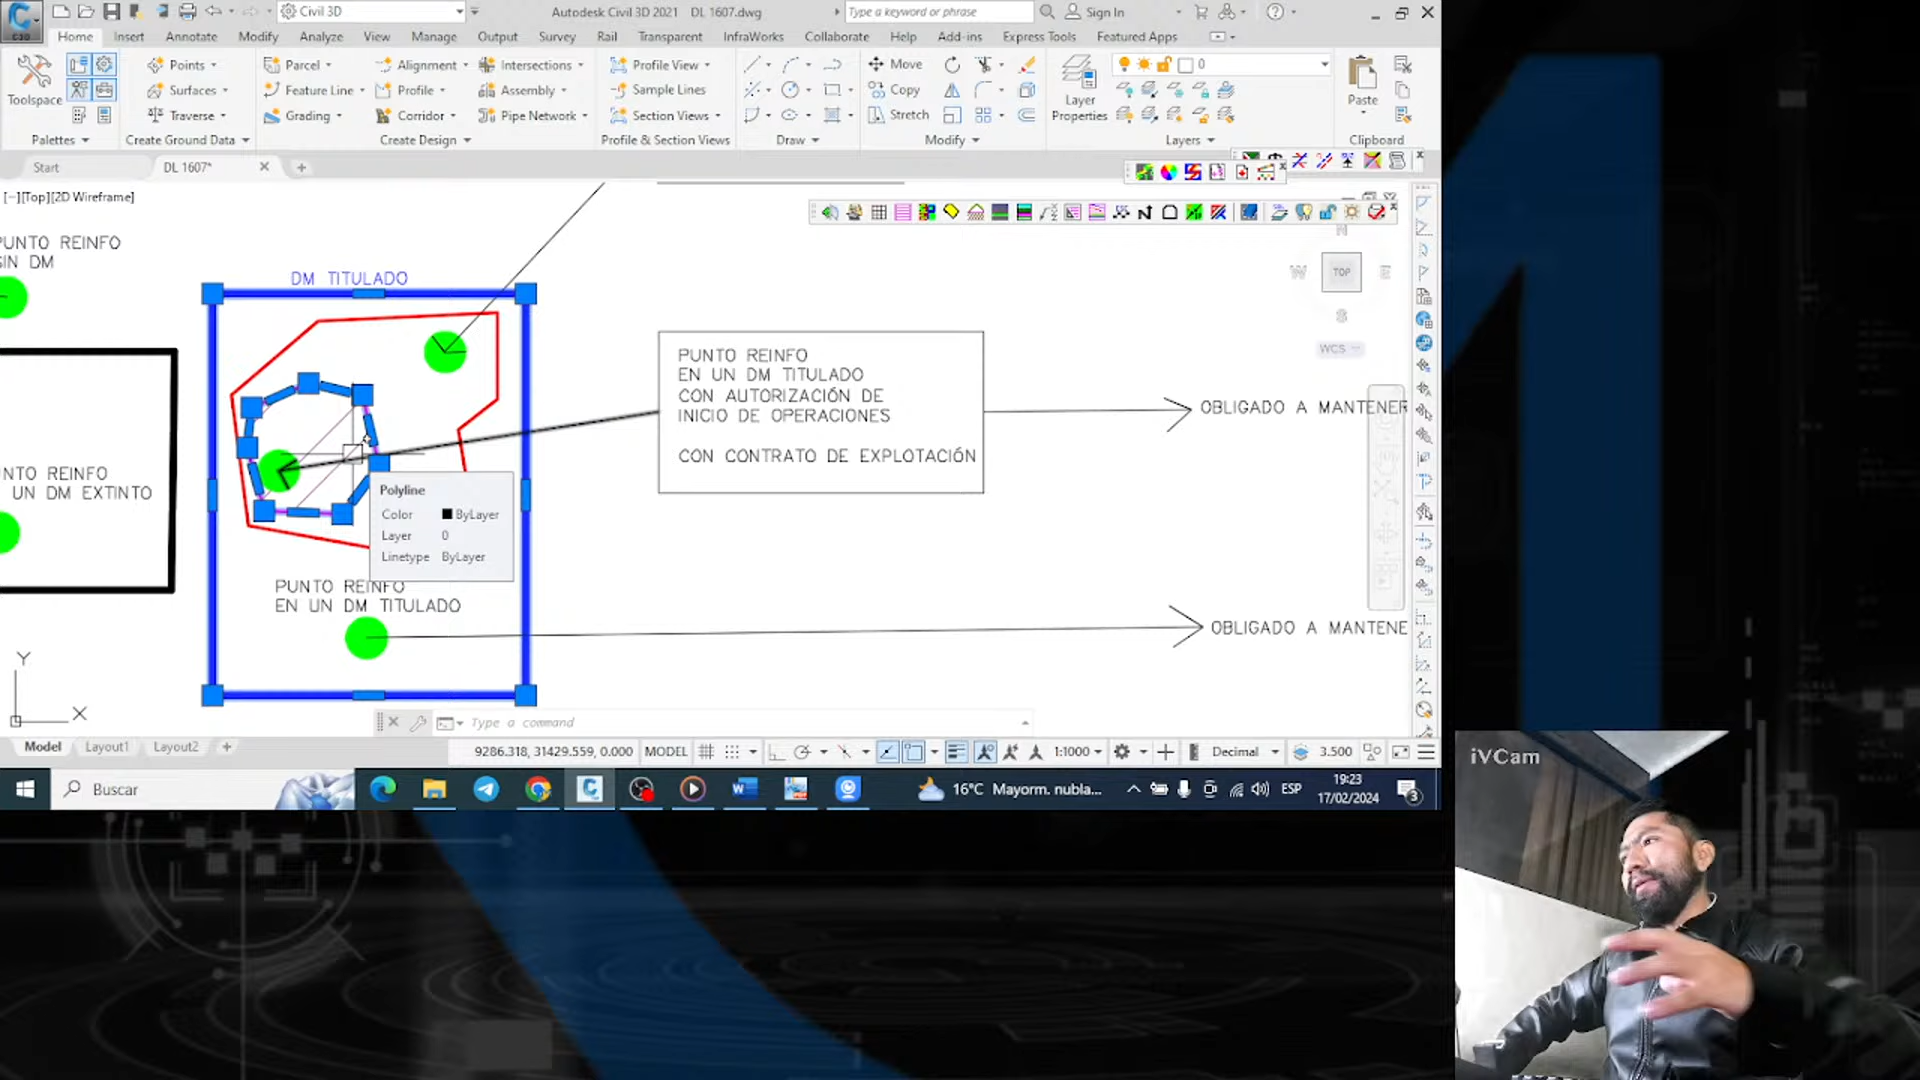 Civil 3D
Autodesk Civil 3D 2021 DL 1607.dwg
Type a keyword or phrase
Sign In
Home Insert Annotate Modify Analyze View Manage Output Survey Rail Transparent InfraWorks Collaborate Help Add-ins Express Tools Featured Apps
C3D
Toolspace
Palettes
Points
Surfaces
Traverse
Create Ground Data
Parcel
Feature Line
Grading
Alignment
Profile
Corridor
Intersections
Assembly
Pipe Network
Create Design
Profile View
Sample Lines
Section Views
Profile & Section Views
Draw
Move
Copy
Stretch
Modify
Layer
Properties
0
Layers
Paste
Clipboard
Start
DL 1607*
[−][Top][2D Wireframe]
PUNTO REINFO
SIN DM
DM TITULADO
N
W TOP E
S
WCS
PUNTO REINFO
EN UN DM TITULADO
CON AUTORIZACIÓN DE
INICIO DE OPERACIONES
CON CONTRATO DE EXPLOTACIÓN
OBLIGADO A MANTENER
NTO REINFO
UN DM EXTINTO
Polyline
Color ByLayer
Layer 0
Linetype ByLayer
PUNTO REINFO
EN UN DM TITULADO
OBLIGADO A MANTENE
Y
X
Type a command
Model Layout1 Layout2
9286.318, 31429.559, 0.000 MODEL
1:1000
Decimal
3.500
Buscar
16°C Mayorm. nubla...
ESP
19:23
17/02/2024
3
iVCam